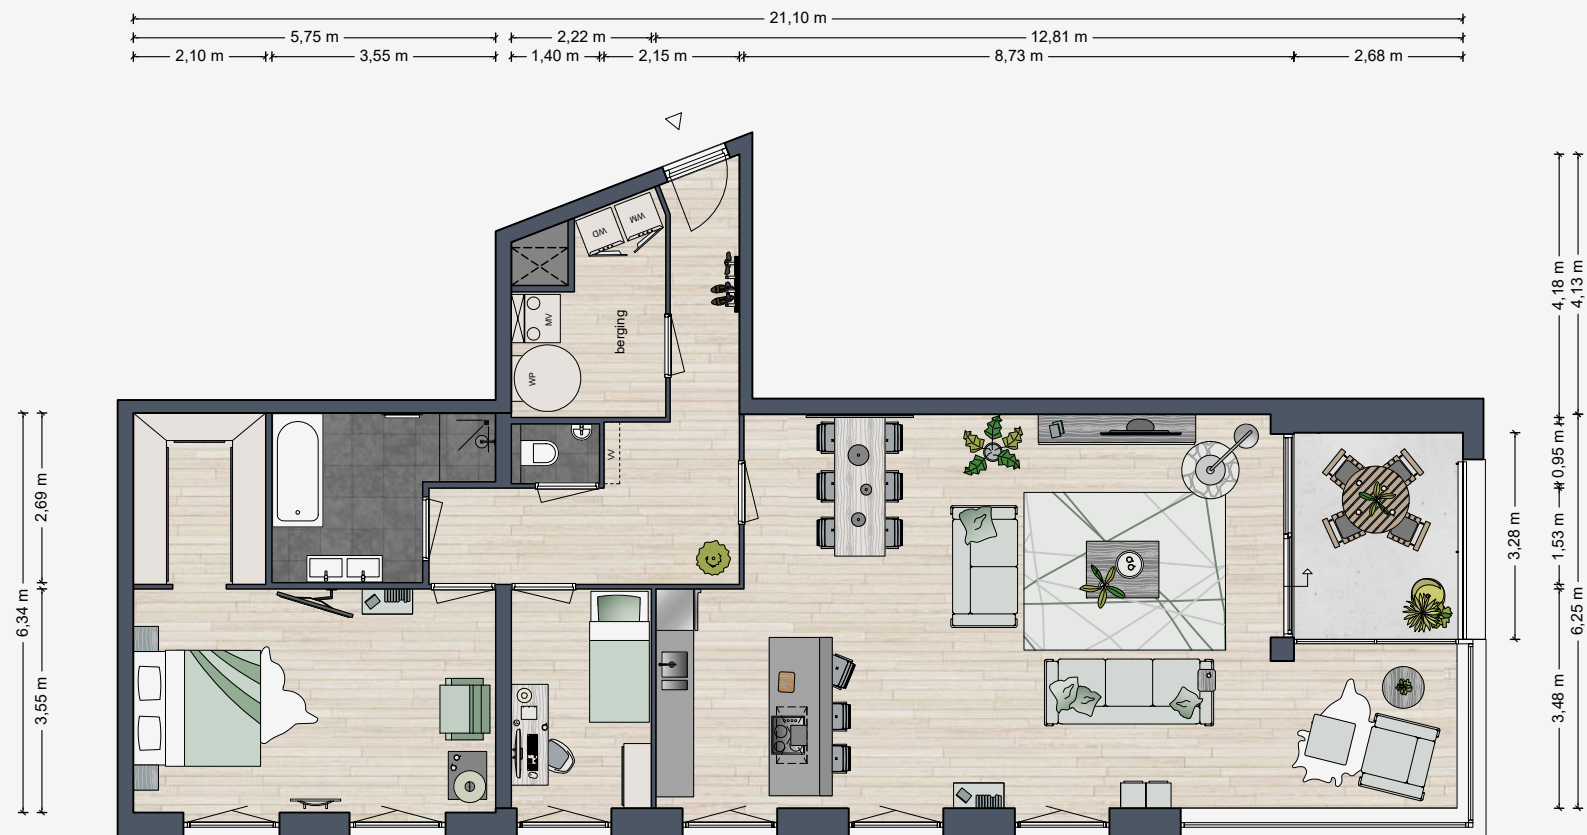 21,10 m
5,75 m
2,22 m
12,81 m
2,10 m
3,55 m
1,40 m
2,15 m
8,73 m
2,68 m
WM
WD
MV
berging
WP
VV
4,18 m
4,13 m
0,95 m
2,69 m
3,28 m
1,53 m
6,34 m
6,25 m
3,55 m
3,48 m